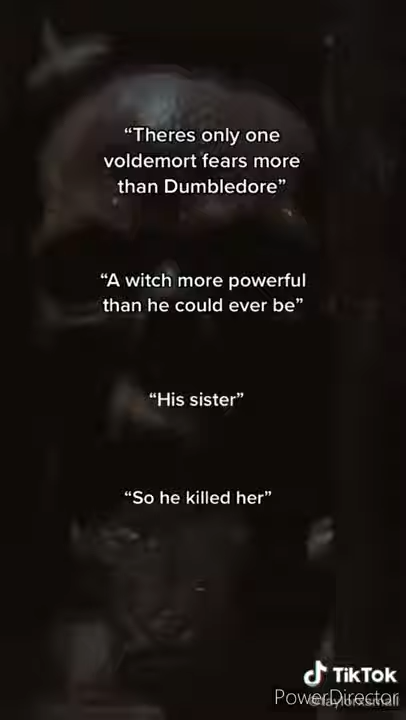 “Theres only one
voldemort fears more
than Dumbledore”
“A witch more powerful
than he could ever be”
“His sister”
“So he killed her”
TikTok
PowerDirector